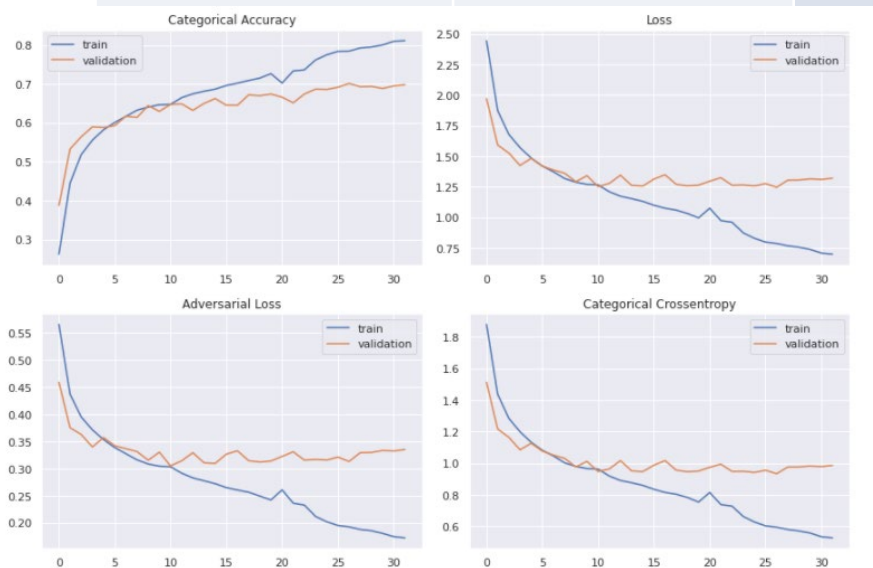 Categorical Accuracy
0.8
0.7
0.6
0.5
0.4
0.3
train
validation
0 5 10 15 20 25 30
Loss
2.50
2.25
2.00
1.75
1.50
1.25
1.00
0.75
train
validation
0 5 10 15 20 25 30
Adversarial Loss
0.55
0.50
0.45
0.40
0.35
0.30
0.25
0.20
train
validation
0 5 10 15 20 25 30
Categorical Crossentropy
1.8
1.6
1.4
1.2
1.0
0.8
0.6
train
validation
0 5 10 15 20 25 30